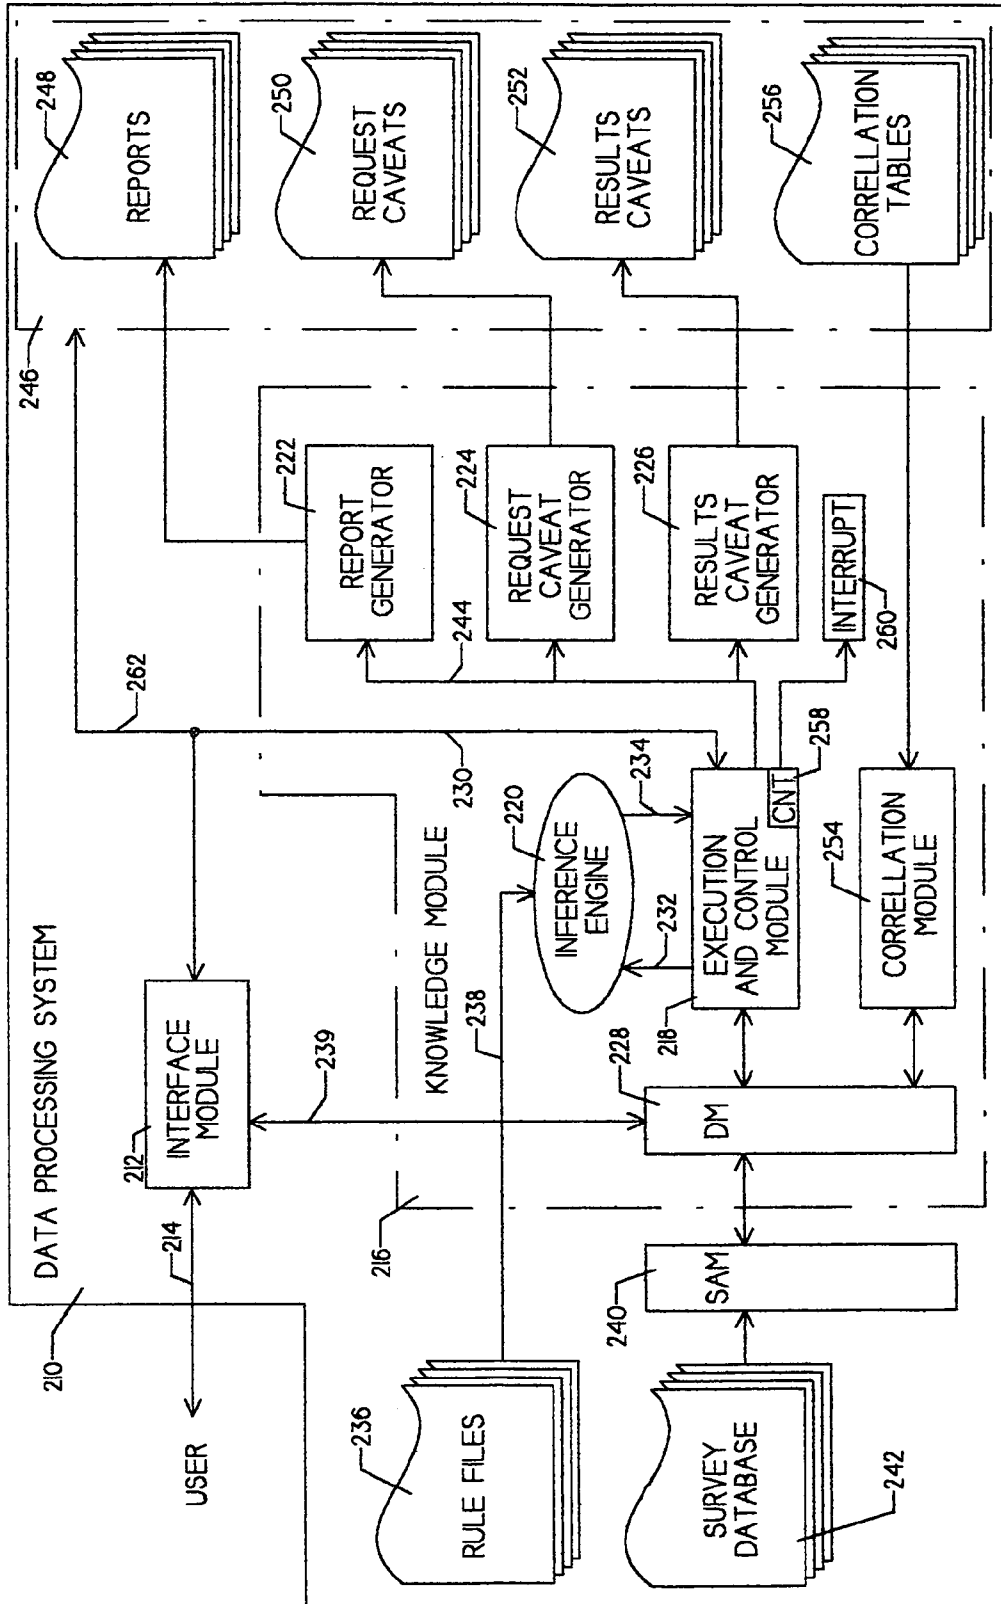 DATA PROCESSING SYSTEM
210
USER
214
212
INTERFACE
MODULE
262
246
248
REPORTS
239
KNOWLEDGE MODULE
230
216
222
REPORT
GENERATOR
250
REQUEST
CAVEATS
236
RULE FILES
238
220
INFERENCE
ENGINE
244
224
REQUEST
CAVEAT
GENERATOR
252
RESULTS
CAVEATS
232
234
240
SAM
228
DM
218
EXECUTION
AND CONTROL
MODULE
CNT
258
226
RESULTS
CAVEAT
GENERATOR
242
SURVEY
DATABASE
254
CORRELLATION
MODULE
INTERRUPT
260
256
CORRELLATION
TABLES